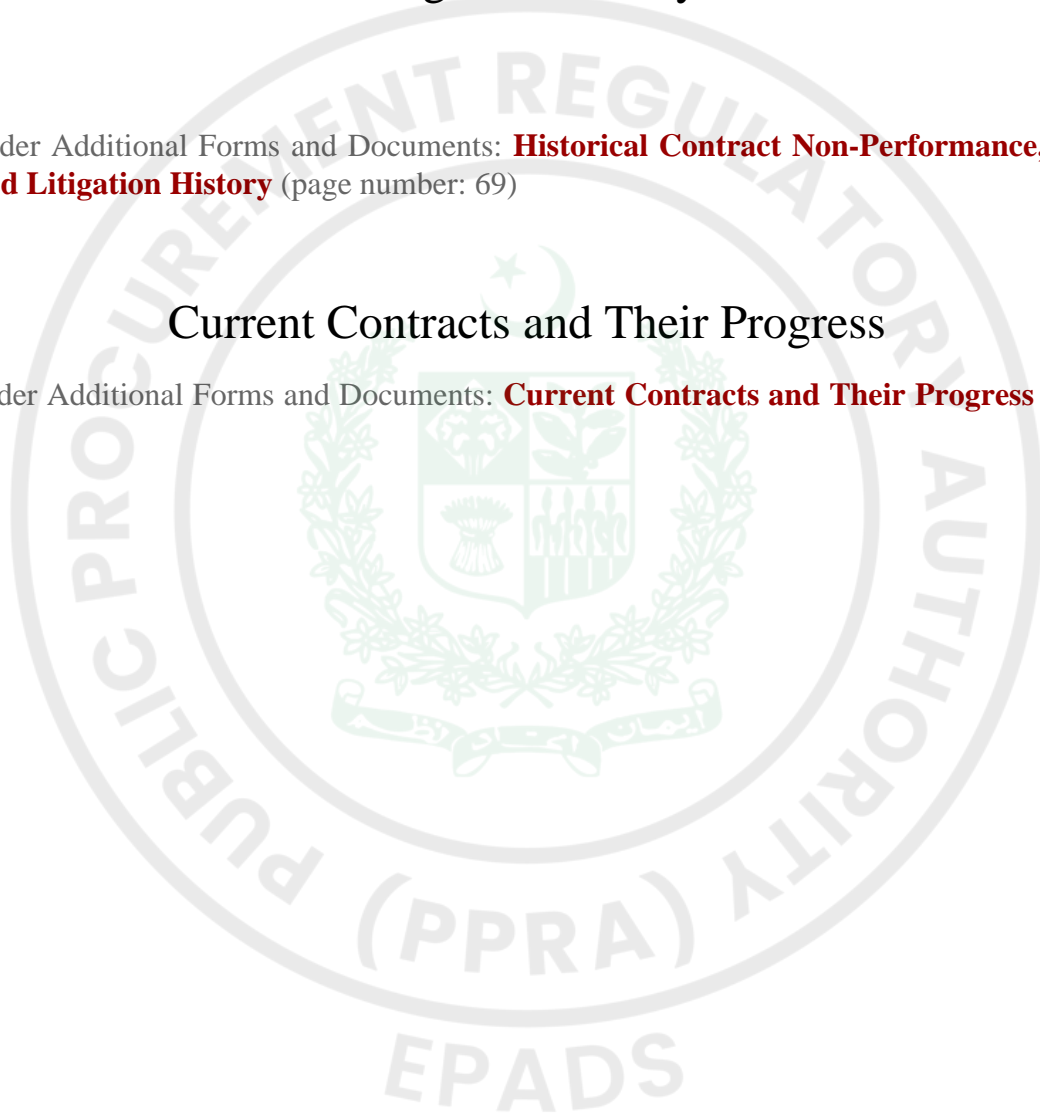 der Additional Forms and Documents: Historical Contract Non-Performance,
d Litigation History (page number: 69)
Current Contracts and Their Progress
der Additional Forms and Documents: Current Contracts and Their Progress
PUBLIC PROCUREMENT REGULATORY AUTHORITY
(PPRA)
EPADS